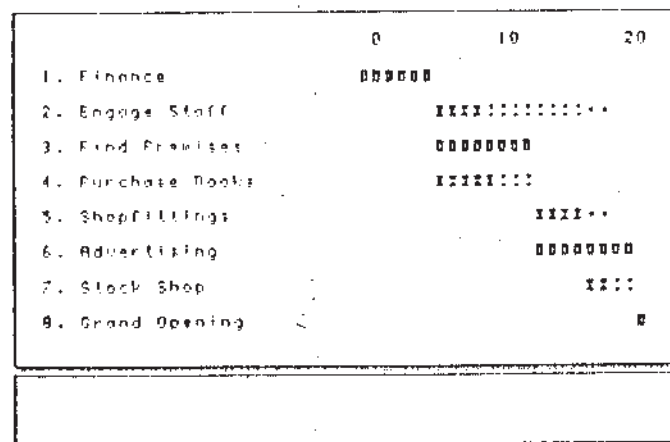 0 10 20
1. Finance
2. Engage Staff
3. Find Premises
4. Purchase Books
5. Shopfittings
6. Advertising
7. Stock Shop
8. Grand Opening